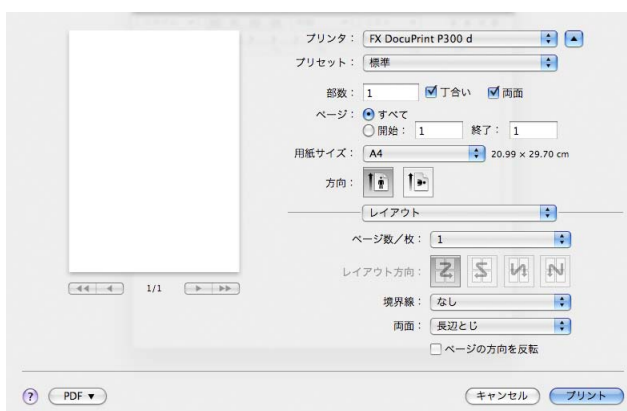 プリンタ： FX DocuPrint P300 d
プリセット： 標準
部数： 1 丁合い 両面
ページ： すべて
開始： 1 終了： 1
用紙サイズ： A4 20.99 × 29.70 cm
方向：
レイアウト
ページ数／枚： 1
レイアウト方向：
1/1
境界線： なし
両面： 長辺とじ
ページの方向を反転
? PDF ▼ キャンセル プリント